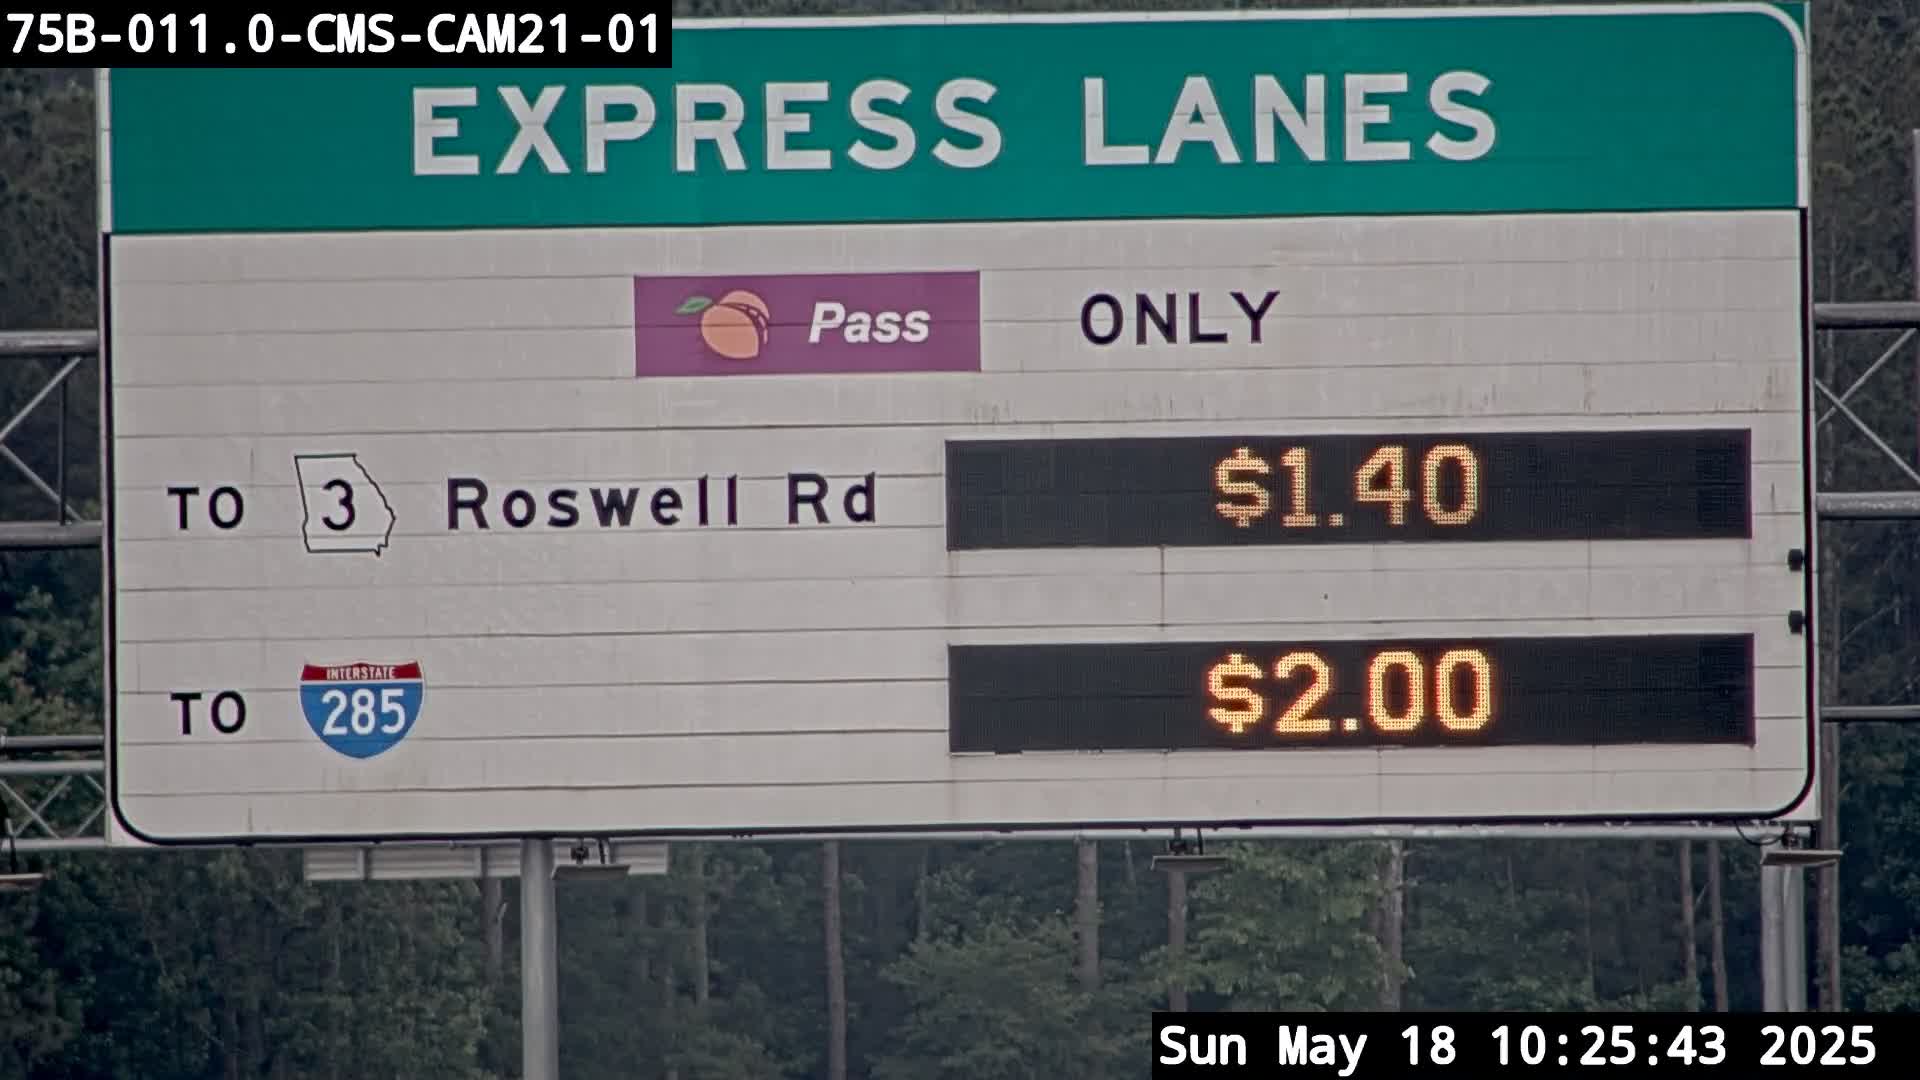 75B-011.0-CMS-CAM21-01
EXPRESS LANES
Pass ONLY
TO 3 Roswell Rd $1.40
TO INTERSTATE 285 $2.00
Sun May 18 10:25:43 2025